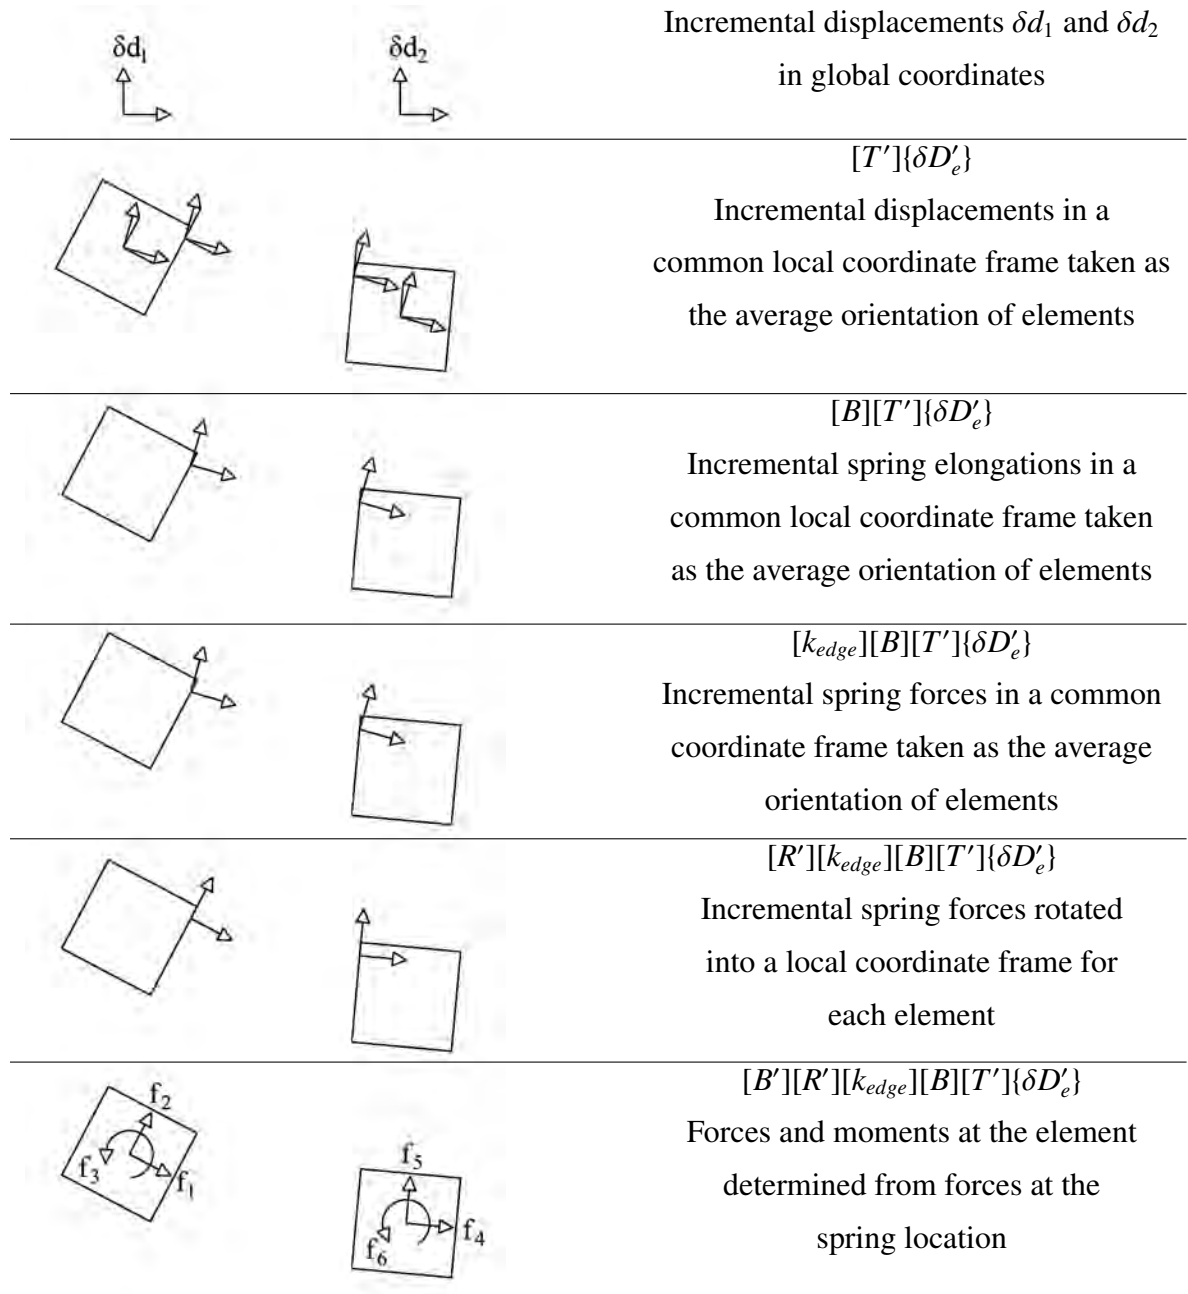 δd₁
δd₂
Incremental displacements δd₁ and δd₂
in global coordinates
[T′]{δD′ₑ}
Incremental displacements in a
common local coordinate frame taken as
the average orientation of elements
[B][T′]{δD′ₑ}
Incremental spring elongations in a
common local coordinate frame taken
as the average orientation of elements
[k_edge][B][T′]{δD′ₑ}
Incremental spring forces in a common
coordinate frame taken as the average
orientation of elements
[R′][k_edge][B][T′]{δD′ₑ}
Incremental spring forces rotated
into a local coordinate frame for
each element
f₂
f₃
f₁
f₅
f₄
f₆
[B′][R′][k_edge][B][T′]{δD′ₑ}
Forces and moments at the element
determined from forces at the
spring location